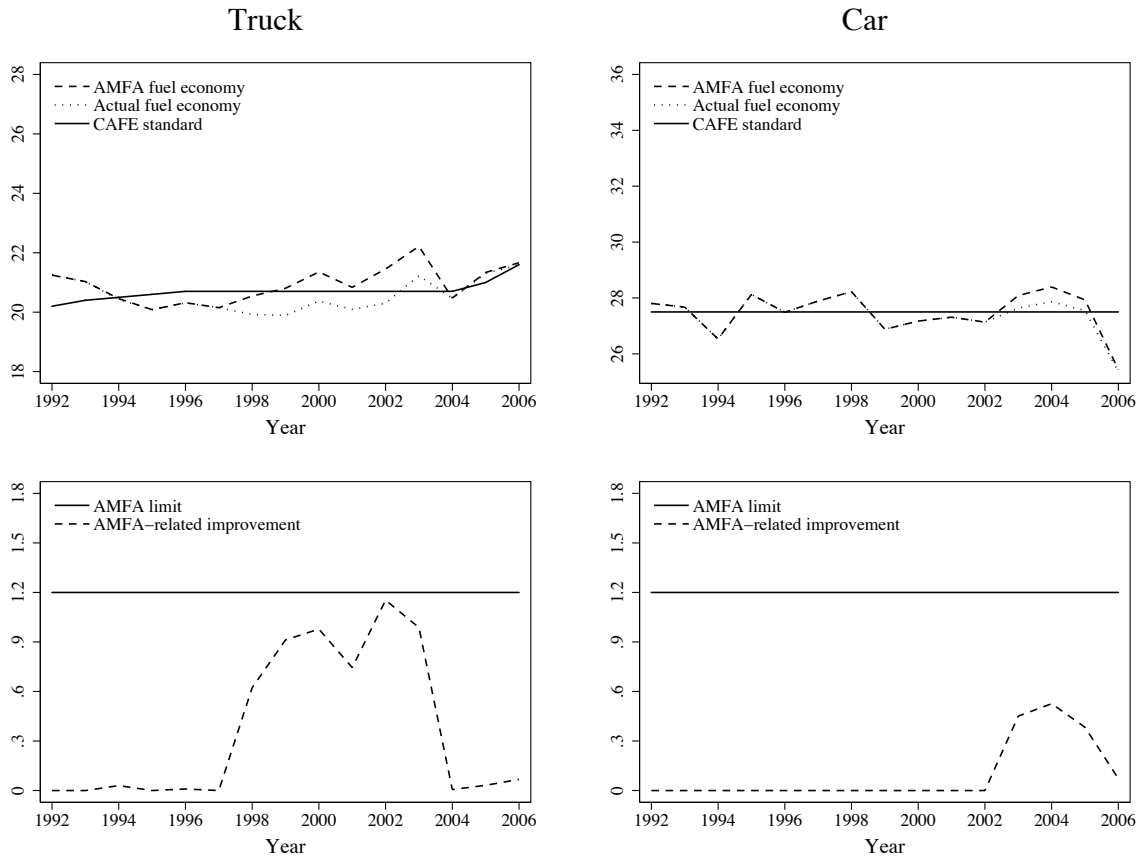 Truck
28
26
24
22
20
18
AMFA fuel economy
Actual fuel economy
CAFE standard
1992 1994 1996 1998 2000 2002 2004 2006
Year
Car
36
34
32
30
28
26
AMFA fuel economy
Actual fuel economy
CAFE standard
1992 1994 1996 1998 2000 2002 2004 2006
Year
1.8
1.5
1.2
.9
.6
.3
0
AMFA limit
AMFA−related improvement
1992 1994 1996 1998 2000 2002 2004 2006
Year
1.8
1.5
1.2
.9
.6
.3
0
AMFA limit
AMFA−related improvement
1992 1994 1996 1998 2000 2002 2004 2006
Year